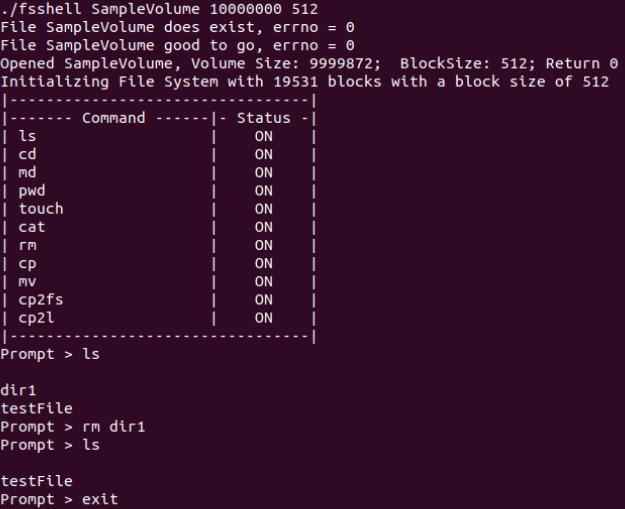 ./fsshell SampleVolume 10000000 512
File SampleVolume does exist, errno = 0
File SampleVolume good to go, errno = 0
Opened SampleVolume, Volume Size: 9999872;  BlockSize: 512; Return 0
Initializing File System with 19531 blocks with a block size of 512
|---------------------------------|
|------- Command ------|- Status -|
| ls                   |    ON    |
| cd                   |    ON    |
| md                   |    ON    |
| pwd                  |    ON    |
| touch                |    ON    |
| cat                  |    ON    |
| rm                   |    ON    |
| cp                   |    ON    |
| mv                   |    ON    |
| cp2fs                |    ON    |
| cp2l                 |    ON    |
|---------------------------------|
Prompt > ls

dir1
testFile
Prompt > rm dir1
Prompt > ls

testFile
Prompt > exit